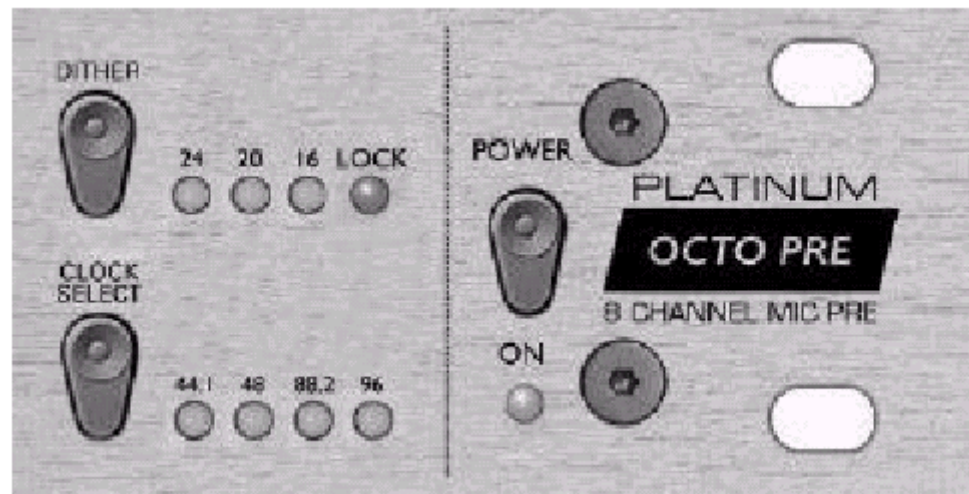 DITHER
24 20 16 LOCK
CLOCK
SELECT
44.1 48 88.2 96
POWER
PLATINUM
OCTO PRE
8 CHANNEL MIC PRE
ON